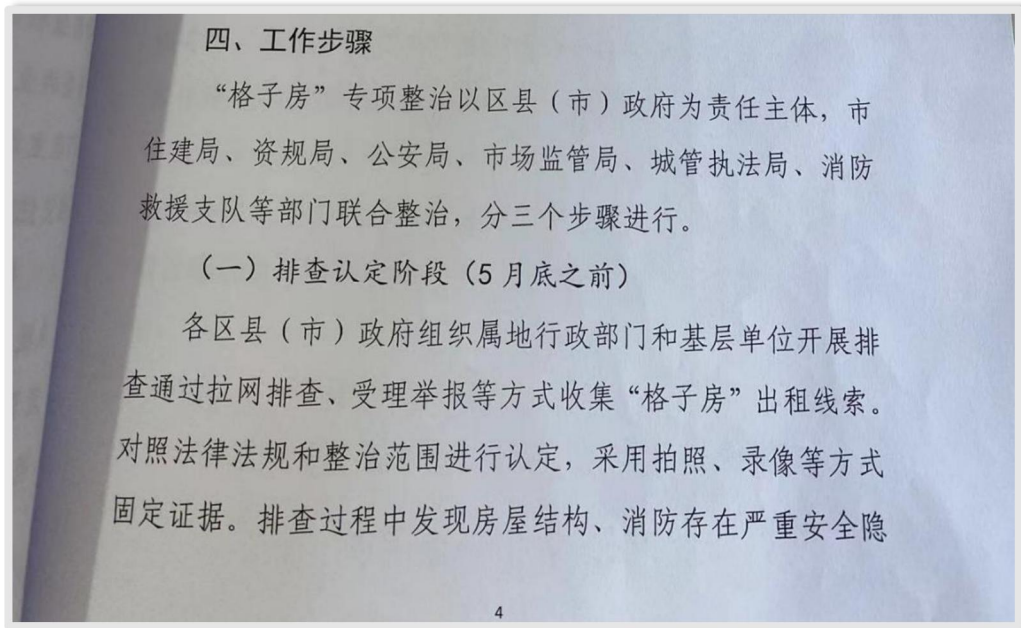 四、工作步骤
“格子房”专项整治以区县（市）政府为责任主体，市
住建局、资规局、公安局、市场监管局、城管执法局、消防
救援支队等部门联合整治，分三个步骤进行。
（一）排查认定阶段（5月底之前）
各区县（市）政府组织属地行政部门和基层单位开展排
查通过拉网排查、受理举报等方式收集“格子房”出租线索。
对照法律法规和整治范围进行认定，采用拍照、录像等方式
固定证据。排查过程中发现房屋结构、消防存在严重安全隐
4